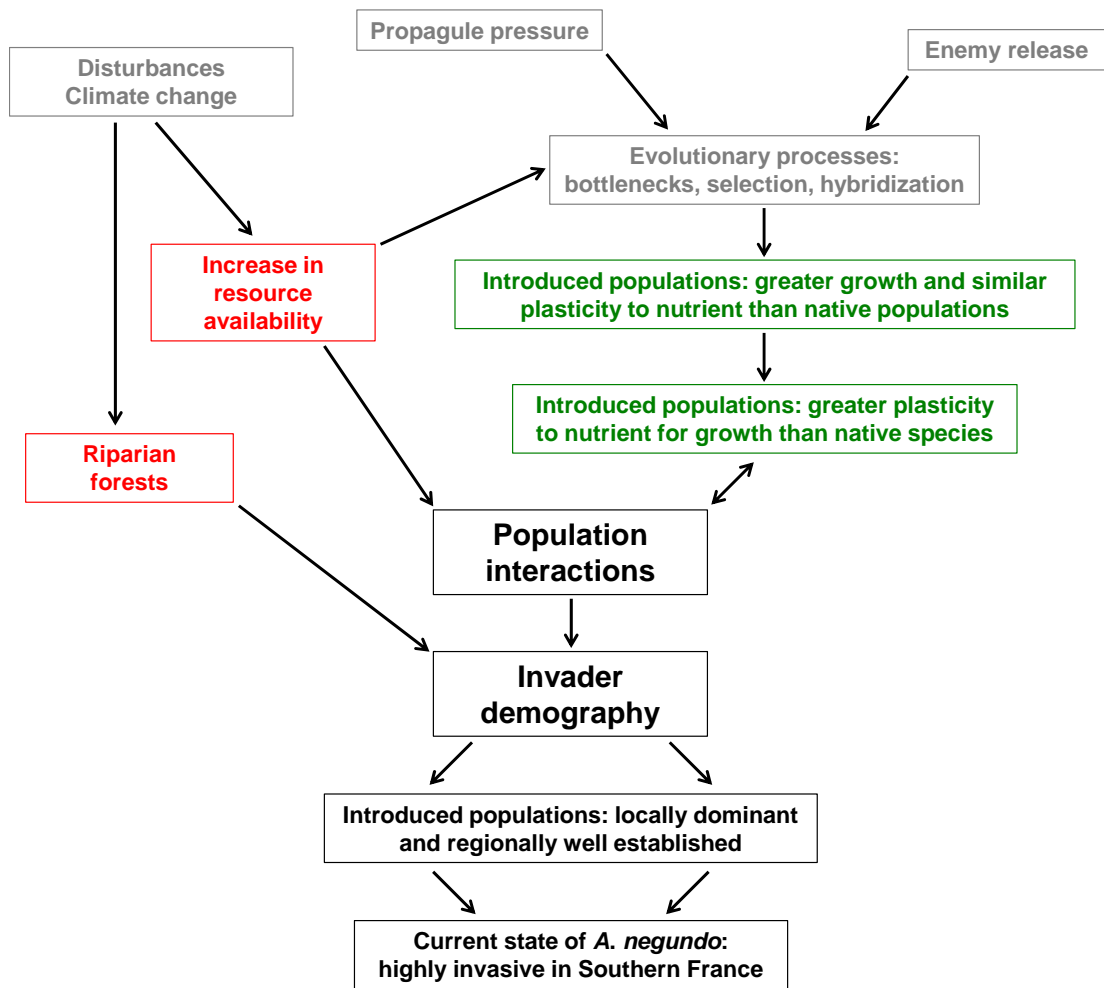 Propagule pressure
Enemy release
Disturbances
Climate change
Evolutionary processes:
bottlenecks, selection, hybridization
Increase in
resource
availability
Introduced populations: greater growth and similar
plasticity to nutrient than native populations
Introduced populations: greater plasticity
to nutrient for growth than native species
Riparian
forests
Population
interactions
Invader
demography
Introduced populations: locally dominant
and regionally well established
Current state of A. negundo:
highly invasive in Southern France